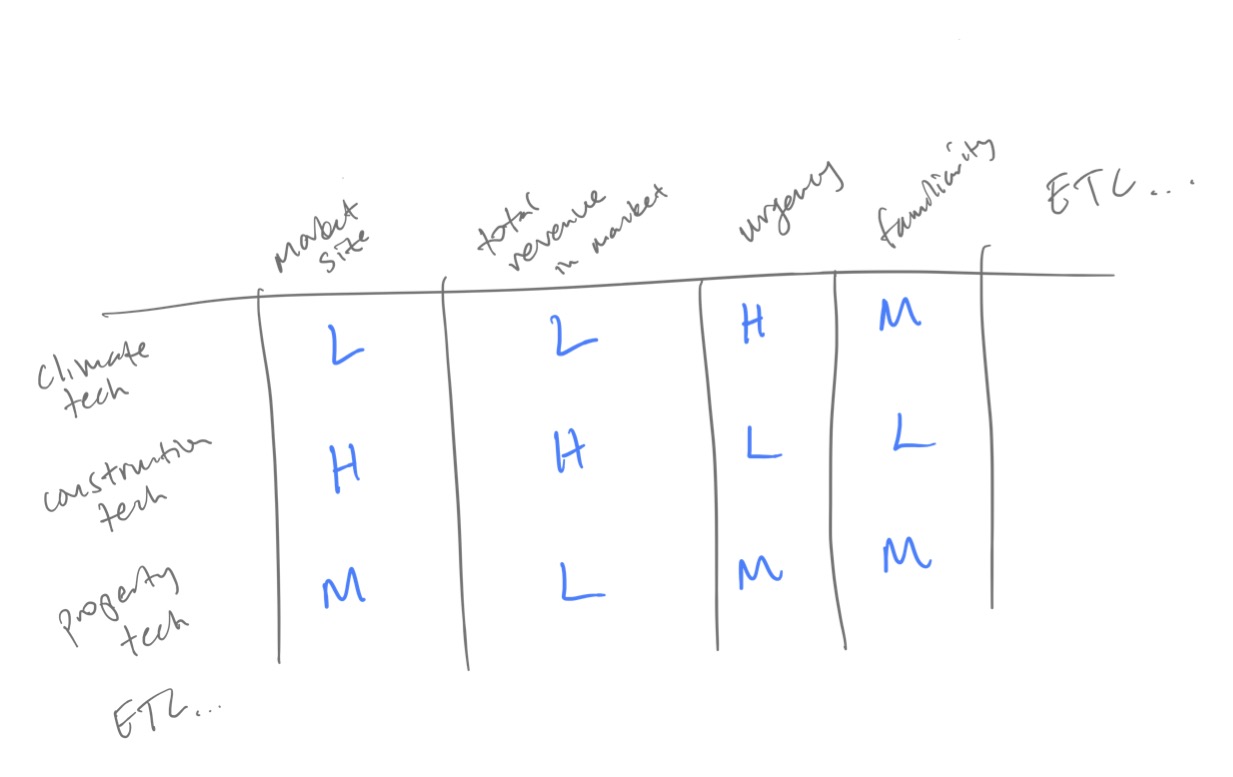 market
size
total
revenue
in market
urgency
familiarity
ETC...
climate
tech
L
L
H
M
construction
tech
H
H
L
L
property
tech
M
L
M
M
ETC...